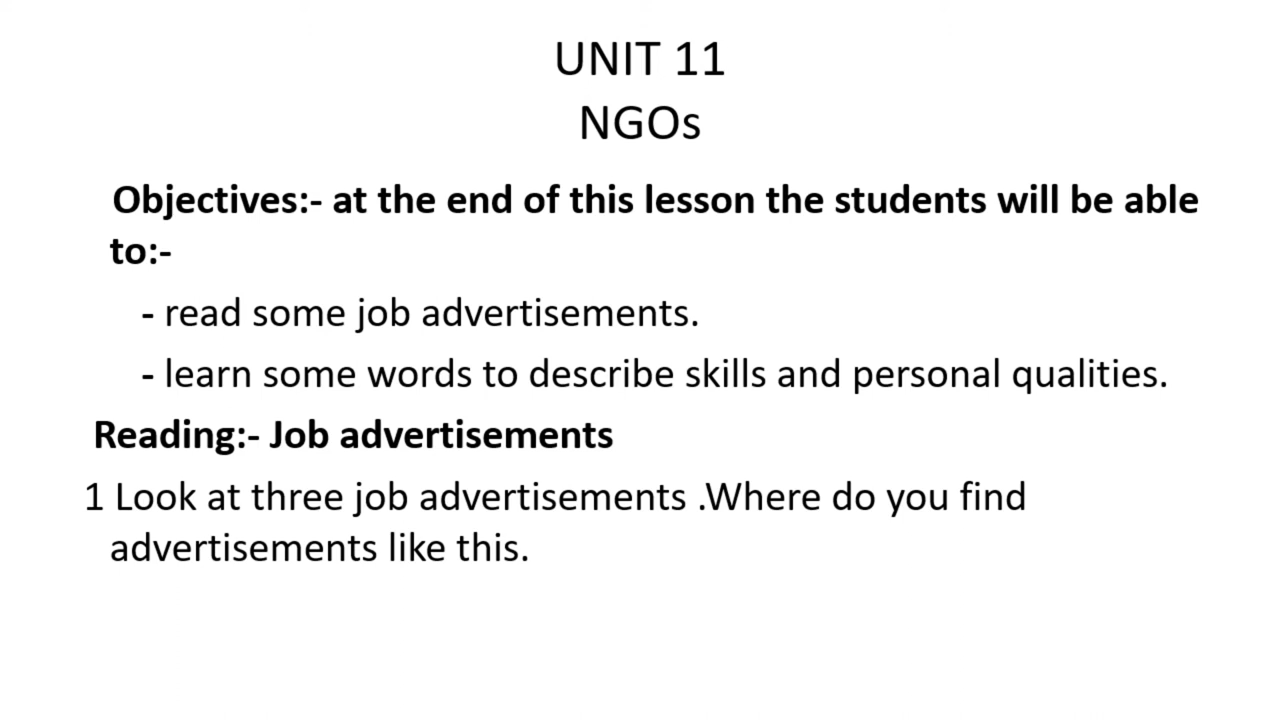 UNIT 11
NGOs
Objectives:- at the end of this lesson the students will be able
to:-
- read some job advertisements.
- learn some words to describe skills and personal qualities.
Reading:- Job advertisements
1 Look at three job advertisements .Where do you find
advertisements like this.